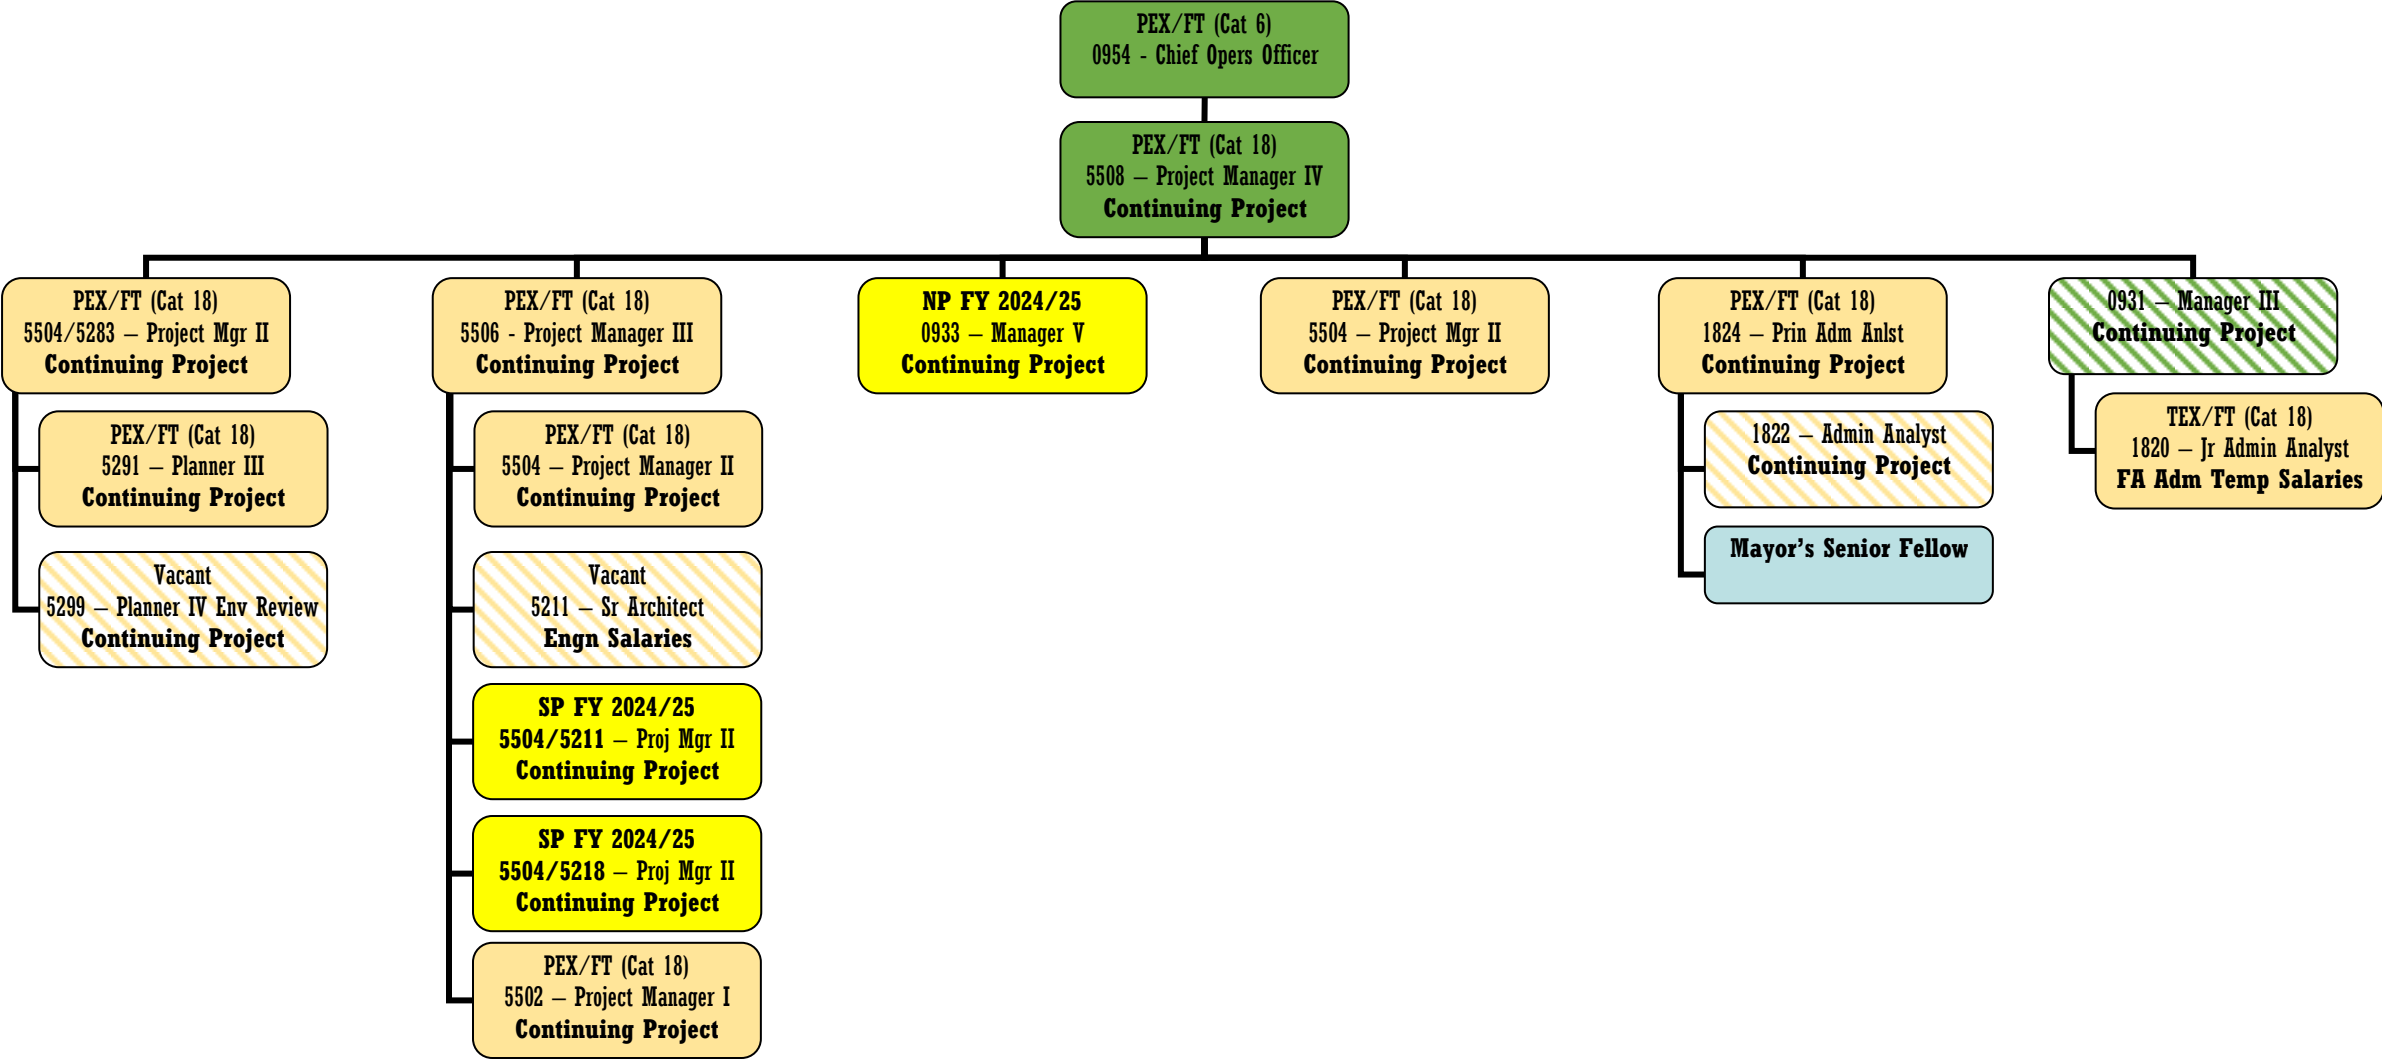 PEX/FT (Cat 6)
0954 - Chief Opers Officer
PEX/FT (Cat 18)
5508 – Project Manager IV
Continuing Project
PEX/FT (Cat 18)
5504/5283 – Project Mgr II
Continuing Project
PEX/FT (Cat 18)
5291 – Planner III
Continuing Project
Vacant
5299 – Planner IV Env Review
Continuing Project
PEX/FT (Cat 18)
5506 - Project Manager III
Continuing Project
PEX/FT (Cat 18)
5504 – Project Manager II
Continuing Project
Vacant
5211 – Sr Architect
Engn Salaries
SP FY 2024/25
5504/5211 – Proj Mgr II
Continuing Project
SP FY 2024/25
5504/5218 – Proj Mgr II
Continuing Project
PEX/FT (Cat 18)
5502 – Project Manager I
Continuing Project
NP FY 2024/25
0933 – Manager V
Continuing Project
PEX/FT (Cat 18)
5504 – Project Mgr II
Continuing Project
PEX/FT (Cat 18)
1824 – Prin Adm Anlst
Continuing Project
1822 – Admin Analyst
Continuing Project
Mayor’s Senior Fellow
0931 – Manager III
Continuing Project
TEX/FT (Cat 18)
1820 – Jr Admin Analyst
FA Adm Temp Salaries